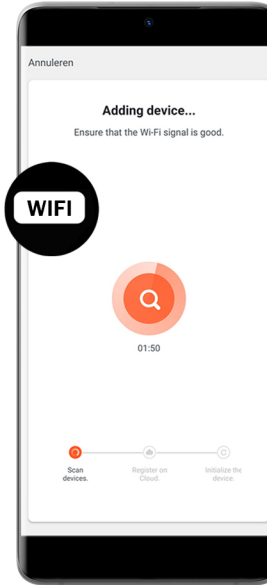 Annuleren
Adding device...
Ensure that the Wi-Fi signal is good.
WIFI
01:50
Scan
devices.
Register on
Cloud.
Initialize the
device.